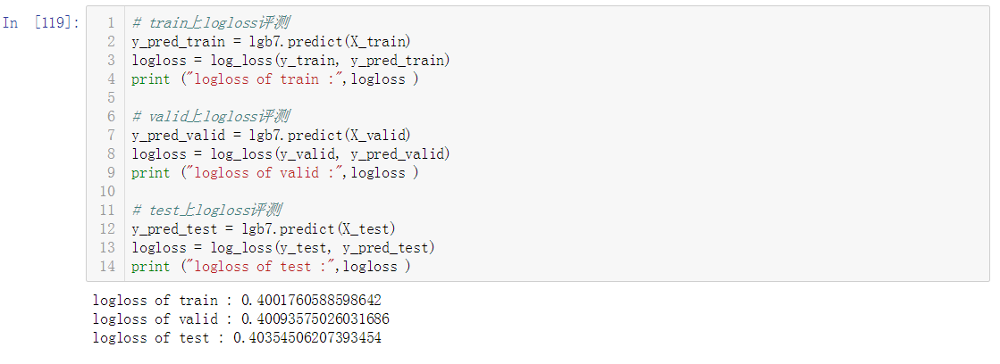 In [119]:
1 # train上logloss评测
2 y_pred_train = lgb7.predict(X_train)
3 logloss = log_loss(y_train, y_pred_train)
4 print ("logloss of train :",logloss )
5
6 # valid上logloss评测
7 y_pred_valid = lgb7.predict(X_valid)
8 logloss = log_loss(y_valid, y_pred_valid)
9 print ("logloss of valid :",logloss )
10
11 # test上logloss评测
12 y_pred_test = lgb7.predict(X_test)
13 logloss = log_loss(y_test, y_pred_test)
14 print ("logloss of test :",logloss )
logloss of train : 0.4001760588598642
logloss of valid : 0.40093575026031686
logloss of test : 0.40354506207393454